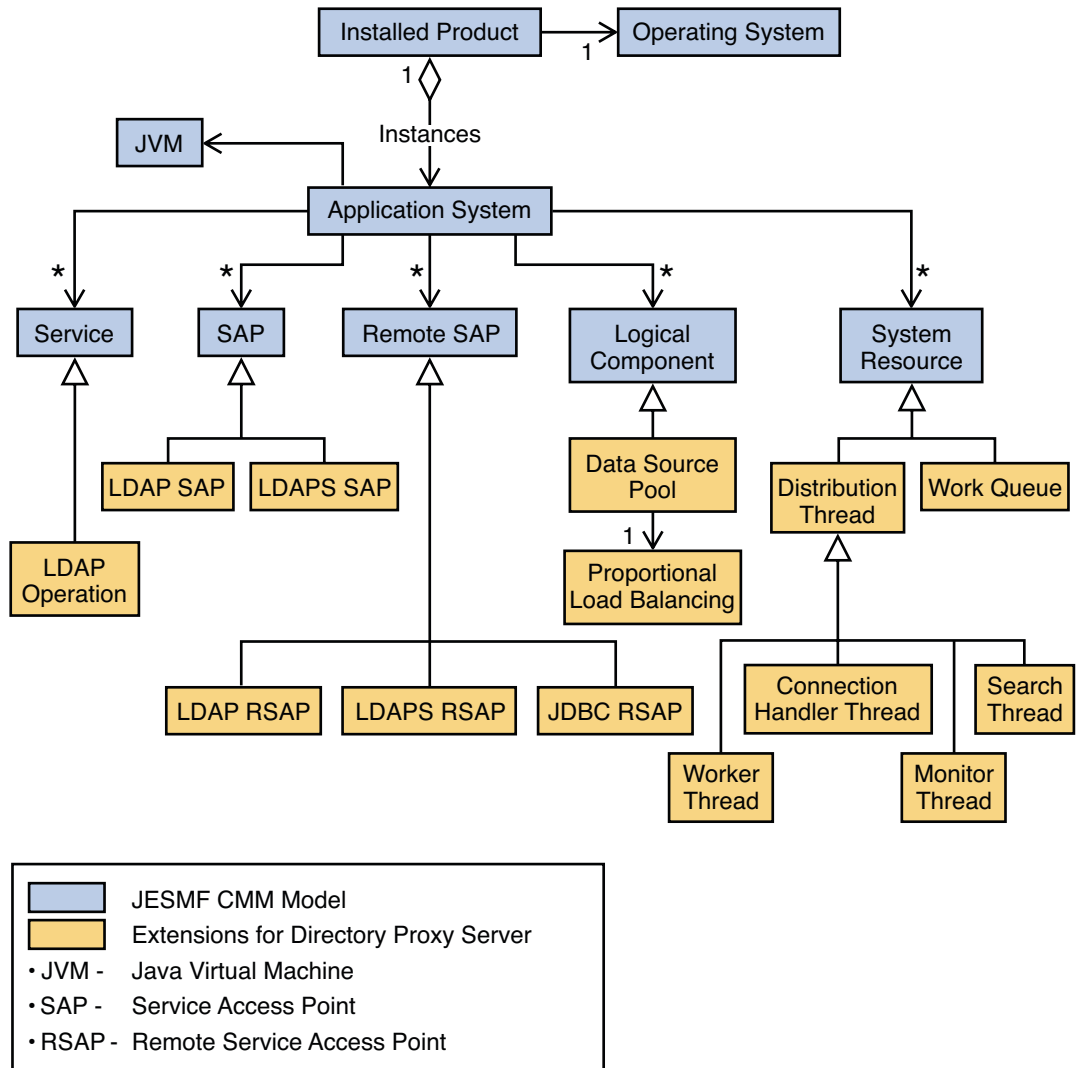 Installed Product
Operating System
1
1
Instances
JVM
Application System
*
*
*
*
*
Service
SAP
Remote SAP
Logical
Component
System
Resource
LDAP SAP
LDAPS SAP
Data Source
Pool
Distribution
Thread
Work Queue
1
LDAP
Operation
Proportional
Load Balancing
LDAP RSAP
LDAPS RSAP
JDBC RSAP
Connection
Handler Thread
Search
Thread
Worker
Thread
Monitor
Thread
JESMF CMM Model
Extensions for Directory Proxy Server
• JVM - Java Virtual Machine
• SAP - Service Access Point
• RSAP - Remote Service Access Point